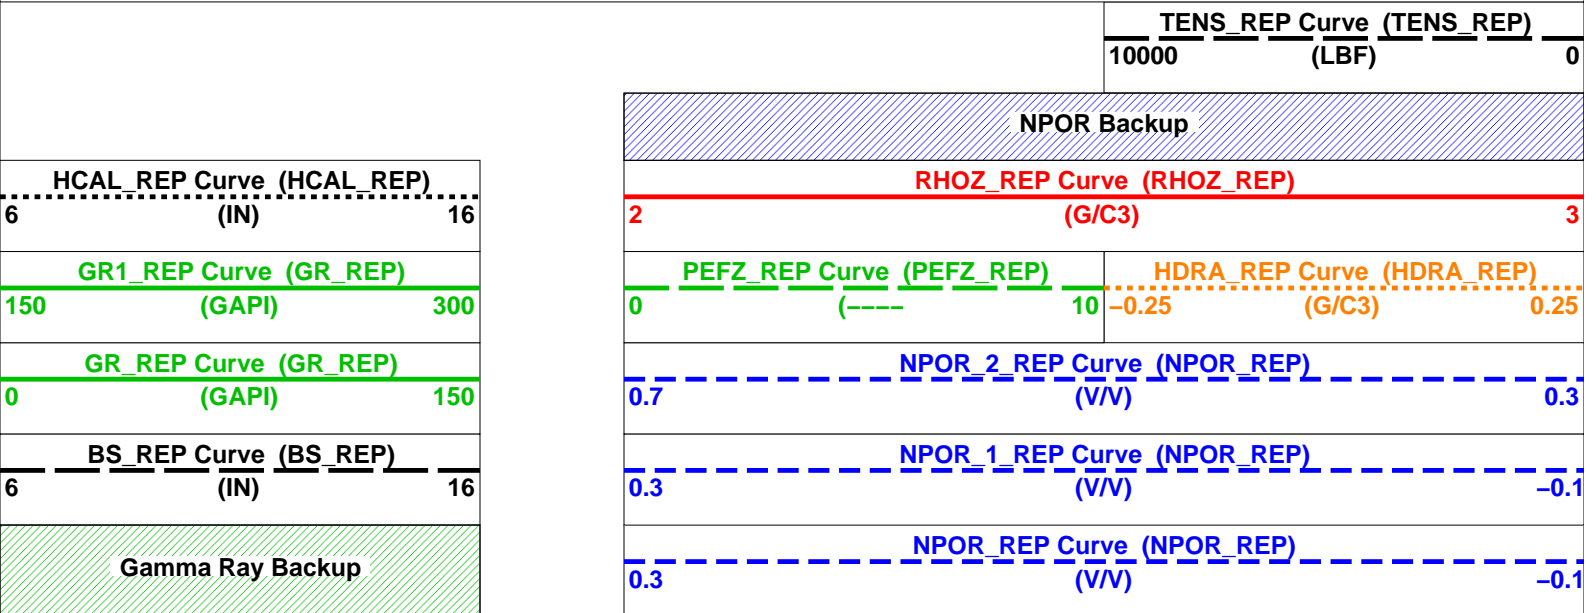 TENS_REP Curve (TENS_REP)
10000 (LBF) 0
NPOR Backup
HCAL_REP Curve (HCAL_REP)
6 (IN) 16
RHOZ_REP Curve (RHOZ_REP)
2 (G/C3) 3
GR1_REP Curve (GR_REP)
150 (GAPI) 300
PEFZ_REP Curve (PEFZ_REP)
0 (---- 10
HDRA_REP Curve (HDRA_REP)
−0.25 (G/C3) 0.25
GR_REP Curve (GR_REP)
0 (GAPI) 150
NPOR_2_REP Curve (NPOR_REP)
0.7 (V/V) 0.3
BS_REP Curve (BS_REP)
6 (IN) 16
NPOR_1_REP Curve (NPOR_REP)
0.3 (V/V) −0.1
Gamma Ray Backup
NPOR_REP Curve (NPOR_REP)
0.3 (V/V) −0.1